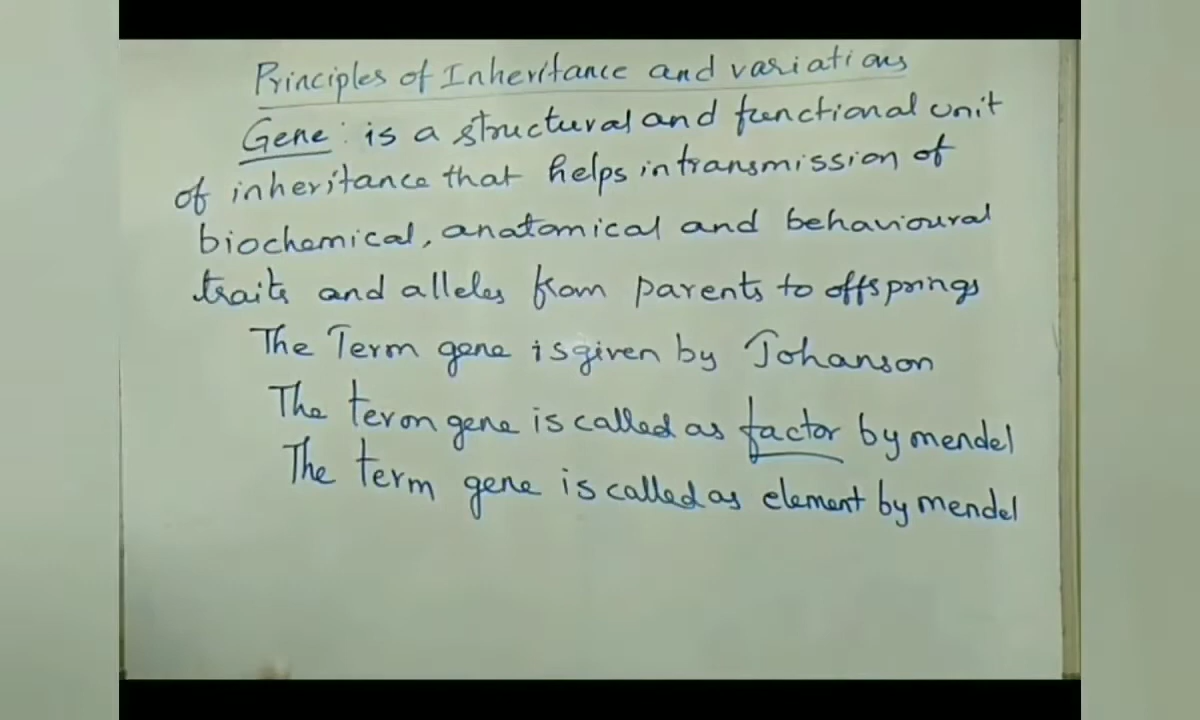 Principles of Inheritance and variations
Gene : is a structural and functional unit
of inheritance that helps in transmission of
biochemical, anatomical and behavioural
traits and alleles from parents to offsprings
The Term gene is given by Johanson
The term gene is called as factor by mendel
The term gene is called as element by mendel